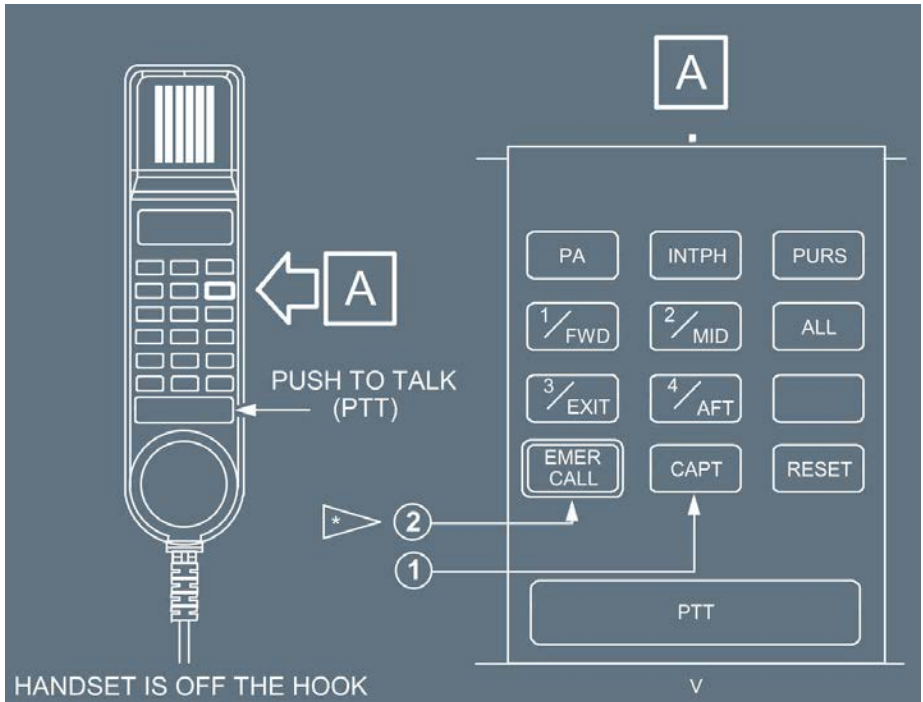 A
A
PUSH TO TALK
(PTT)
HANDSET IS OFF THE HOOK
PA
INTPH
PURS
1/FWD
2/MID
ALL
3/EXIT
4/AFT
EMER
CALL
CAPT
RESET
* 2
1
PTT
V